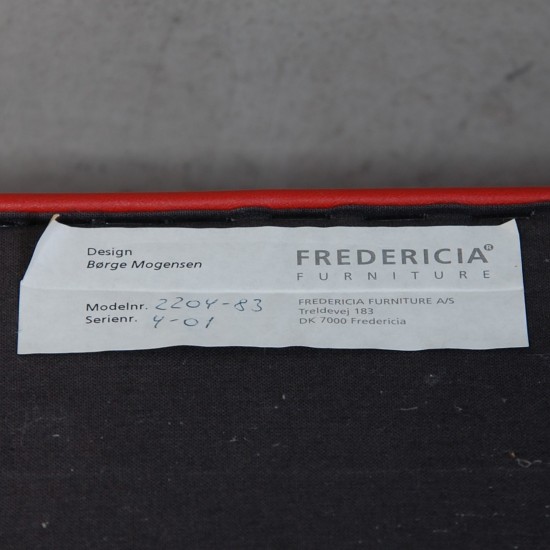 Design
Børge Mogensen
Modelnr. 2204-83
Serienr. 4-01
FREDERICIA®
FURNITURE
FREDERICIA FURNITURE A/S
Treldevej 183
DK 7000 Fredericia